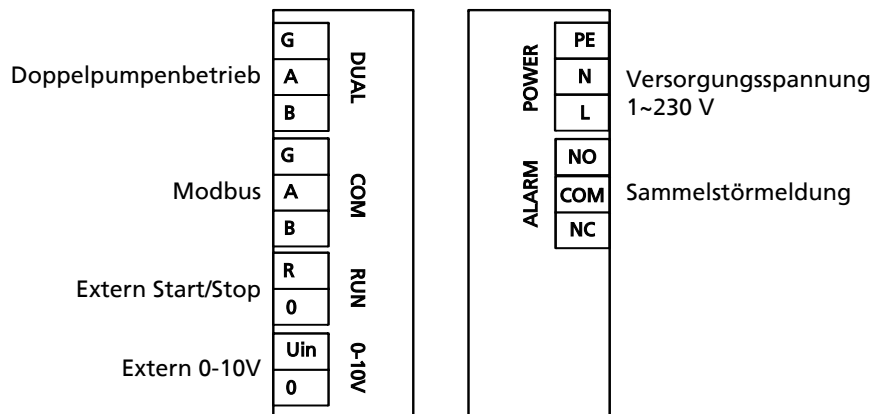 Doppelpumpenbetrieb
G
A
B
DUAL
Modbus
G
A
B
COM
Extern Start/Stop
R
0
RUN
Extern 0-10V
Uin
0
0-10V
POWER
PE
N
L
Versorgungsspannung
1~230 V
ALARM
NO
COM
NC
Sammelstörmeldung